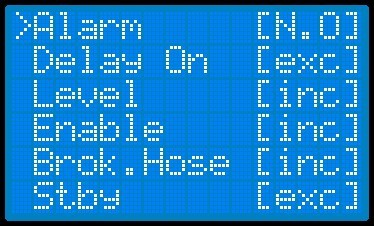 >Alarm [N.O]
Delay On [exc]
Level [inc]
Enable [inc]
Brok.Hose [inc]
Stby [exc]